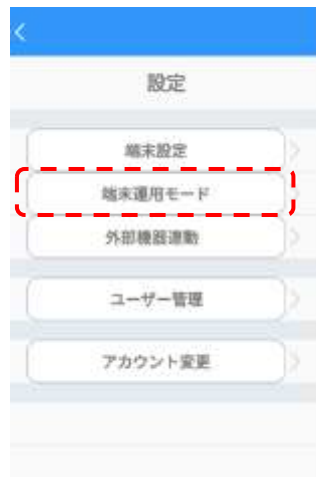 設定
端末設定
端末運用モード
外部機器連動
ユーザー管理
アカウント変更